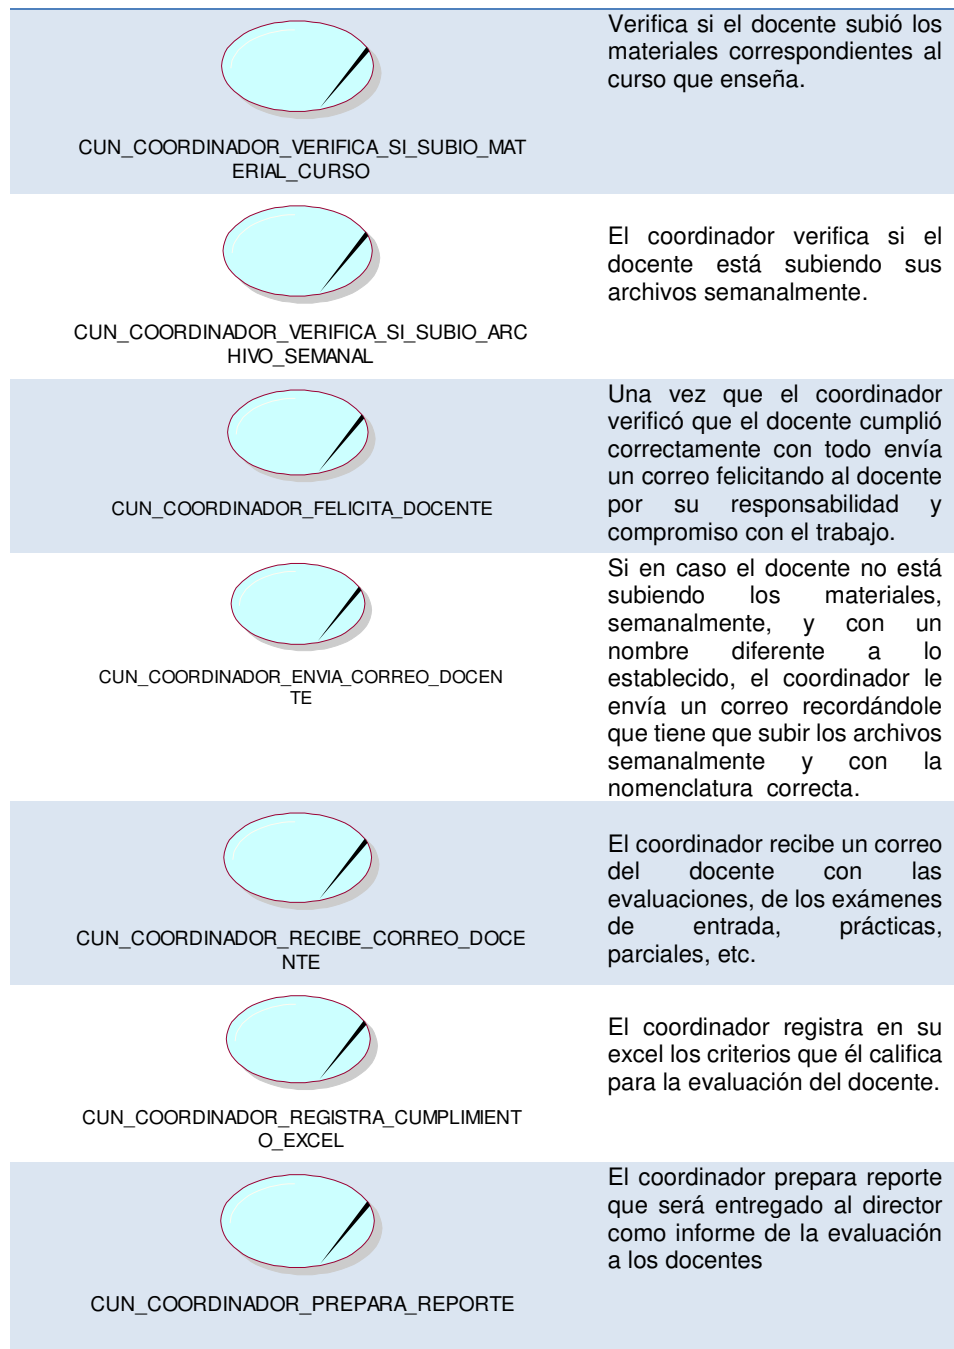 Verifica si el docente subió los
materiales correspondientes al
curso que enseña.
CUN_COORDINADOR_VERIFICA_SI_SUBIO_MAT
ERIAL_CURSO
El coordinador verifica si el
docente está subiendo sus
archivos semanalmente.
CUN_COORDINADOR_VERIFICA_SI_SUBIO_ARC
HIVO_SEMANAL
Una vez que el coordinador
verificó que el docente cumplió
correctamente con todo envía
un correo felicitando al docente
por su responsabilidad y
compromiso con el trabajo.
CUN_COORDINADOR_FELICITA_DOCENTE
Si en caso el docente no está
subiendo los materiales,
semanalmente, y con un
nombre diferente a lo
establecido, el coordinador le
envía un correo recordándole
que tiene que subir los archivos
semanalmente y con la
nomenclatura correcta.
CUN_COORDINADOR_ENVIA_CORREO_DOCEN
TE
El coordinador recibe un correo
del docente con las
evaluaciones, de los exámenes
de entrada, prácticas,
parciales, etc.
CUN_COORDINADOR_RECIBE_CORREO_DOCE
NTE
El coordinador registra en su
excel los criterios que él califica
para la evaluación del docente.
CUN_COORDINADOR_REGISTRA_CUMPLIMIENT
O_EXCEL
El coordinador prepara reporte
que será entregado al director
como informe de la evaluación
a los docentes
CUN_COORDINADOR_PREPARA_REPORTE